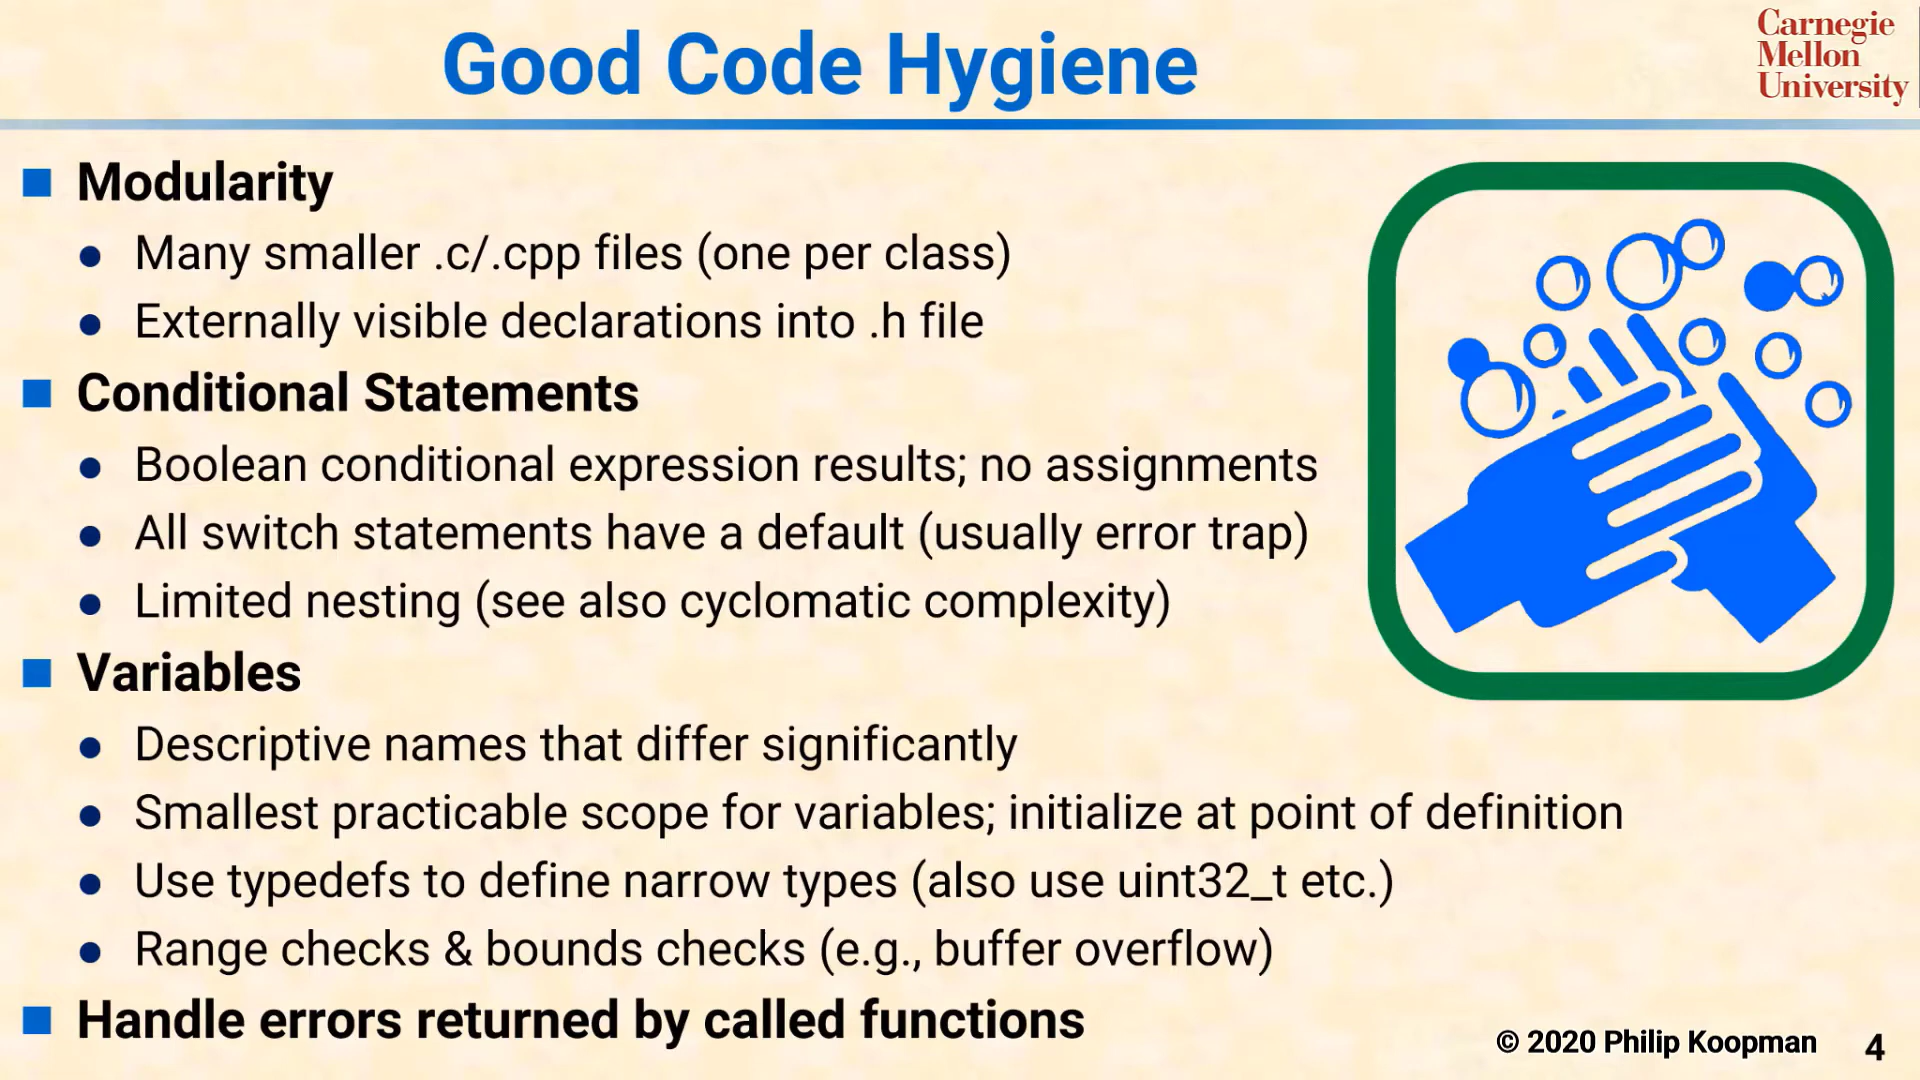 Good Code Hygiene
Carnegie
Mellon
University
Modularity
Many smaller .c/.cpp files (one per class)
Externally visible declarations into .h file
Conditional Statements
Boolean conditional expression results; no assignments
All switch statements have a default (usually error trap)
Limited nesting (see also cyclomatic complexity)
Variables
Descriptive names that differ significantly
Smallest practicable scope for variables; initialize at point of definition
Use typedefs to define narrow types (also use uint32_t etc.)
Range checks & bounds checks (e.g., buffer overflow)
Handle errors returned by called functions
© 2020 Philip Koopman 4